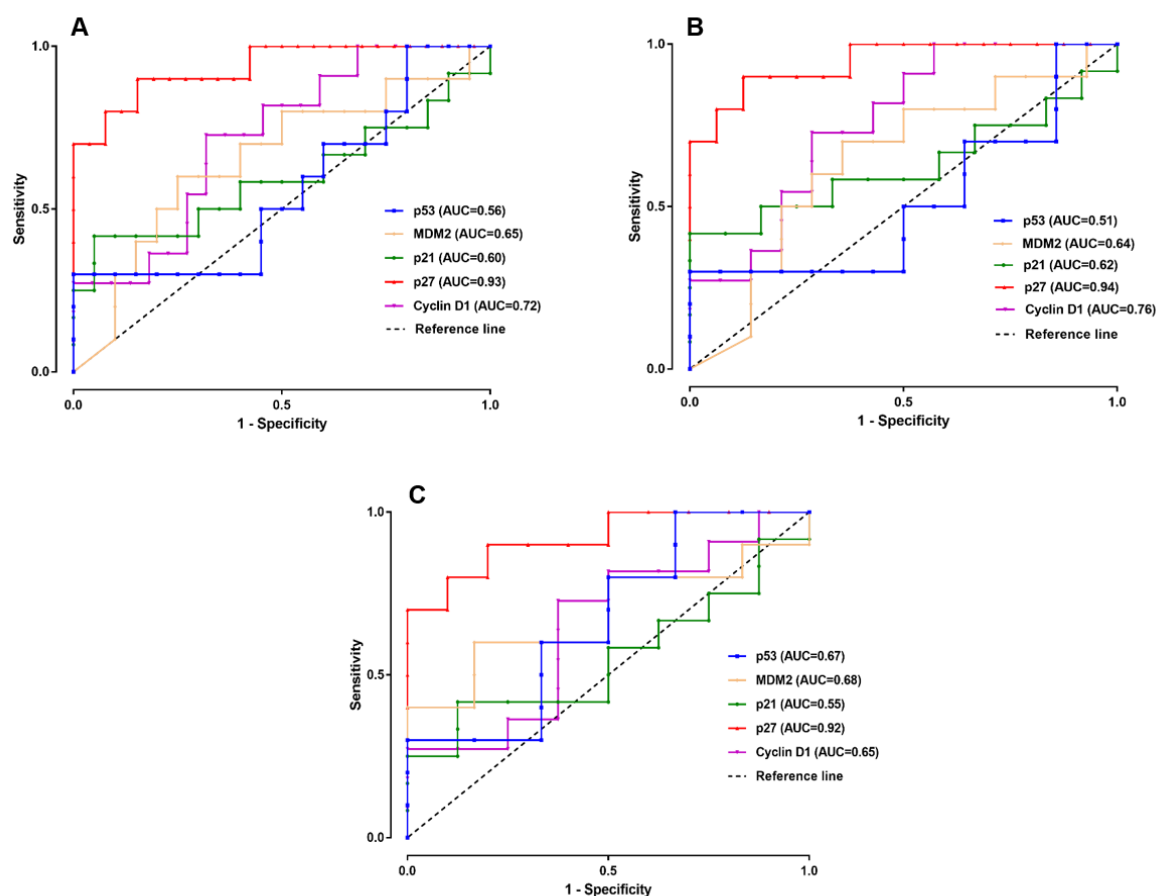 A
Sensitivity
1.0
0.5
0.0
p53 (AUC=0.56)
MDM2 (AUC=0.65)
p21 (AUC=0.60)
p27 (AUC=0.93)
Cyclin D1 (AUC=0.72)
Reference line
0.0 0.5 1.0
1 - Specificity
B
Sensitivity
1.0
0.5
0.0
p53 (AUC=0.51)
MDM2 (AUC=0.64)
p21 (AUC=0.62)
p27 (AUC=0.94)
Cyclin D1 (AUC=0.76)
Reference line
0.0 0.5 1.0
1 - Specificity
C
Sensitivity
1.0
0.5
0.0
p53 (AUC=0.67)
MDM2 (AUC=0.68)
p21 (AUC=0.55)
p27 (AUC=0.92)
Cyclin D1 (AUC=0.65)
Reference line
0.0 0.5 1.0
1 - Specificity